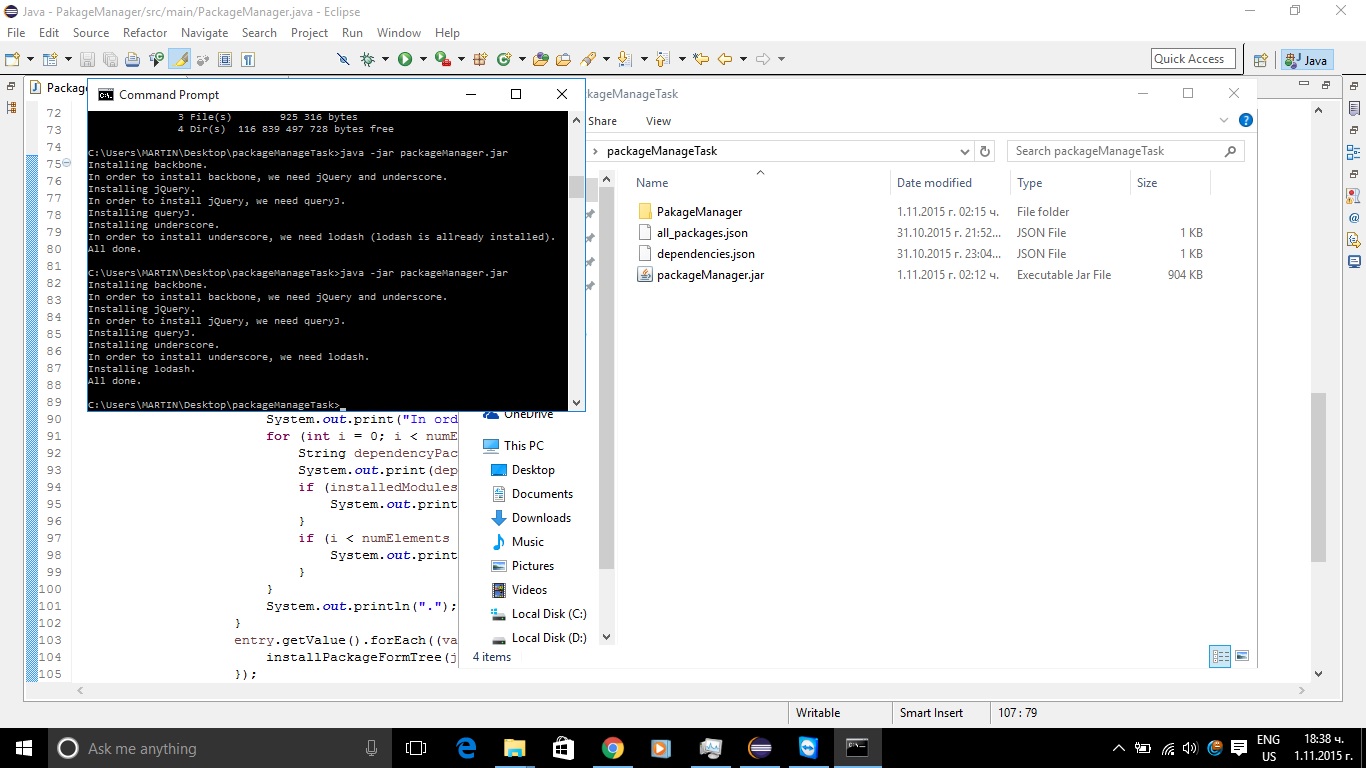 Java - PakageManager/src/main/PackageManager.java - Eclipse
File Edit Source Refactor Navigate Search Project Run Window Help
Quick Access
Java
Packag
Command Prompt
3 File(s) 925 316 bytes
4 Dir(s) 116 839 497 728 bytes free
C:\Users\MARTIN\Desktop\packageManageTask>java -jar packageManager.jar
Installing backbone.
In order to install backbone, we need jQuery and underscore.
Installing jQuery.
In order to install jQuery, we need queryJ.
Installing queryJ.
Installing underscore.
In order to install underscore, we need lodash (lodash is allready installed).
All done.
C:\Users\MARTIN\Desktop\packageManageTask>java -jar packageManager.jar
Installing backbone.
In order to install backbone, we need jQuery and underscore.
Installing jQuery.
In order to install jQuery, we need queryJ.
Installing queryJ.
Installing underscore.
In order to install underscore, we need lodash.
Installing lodash.
All done.
C:\Users\MARTIN\Desktop\packageManageTask>
72
73
74
75
76
77
78
79
80
81
82
83
84
85
86
87
88
89
90 System.out.print("In ord
91 for (int i = 0; i < numE
92 String dependencyPac
93 System.out.print(dep
94 if (installedModules
95 System.out.print
96 }
97 if (i < numElements
98 System.out.print
99 }
100 }
101 System.out.println(".");
102 }
103 entry.getValue().forEach((va
104 installPackageFormTree(j
105 });
kageManageTask
Share View
packageManageTask
Search packageManageTask
Name Date modified Type Size
PakageManager 1.11.2015 г. 02:15 ч. File folder
all_packages.json 31.10.2015 г. 21:52... JSON File 1 KB
dependencies.json 31.10.2015 г. 23:04... JSON File 1 KB
packageManager.jar 1.11.2015 г. 02:12 ч. Executable Jar File 904 KB
OneDrive
This PC
Desktop
Documents
Downloads
Music
Pictures
Videos
Local Disk (C:)
Local Disk (D:)
4 items
Writable Smart Insert 107 : 79
Ask me anything
ENG
US
18:38 ч.
1.11.2015 г.